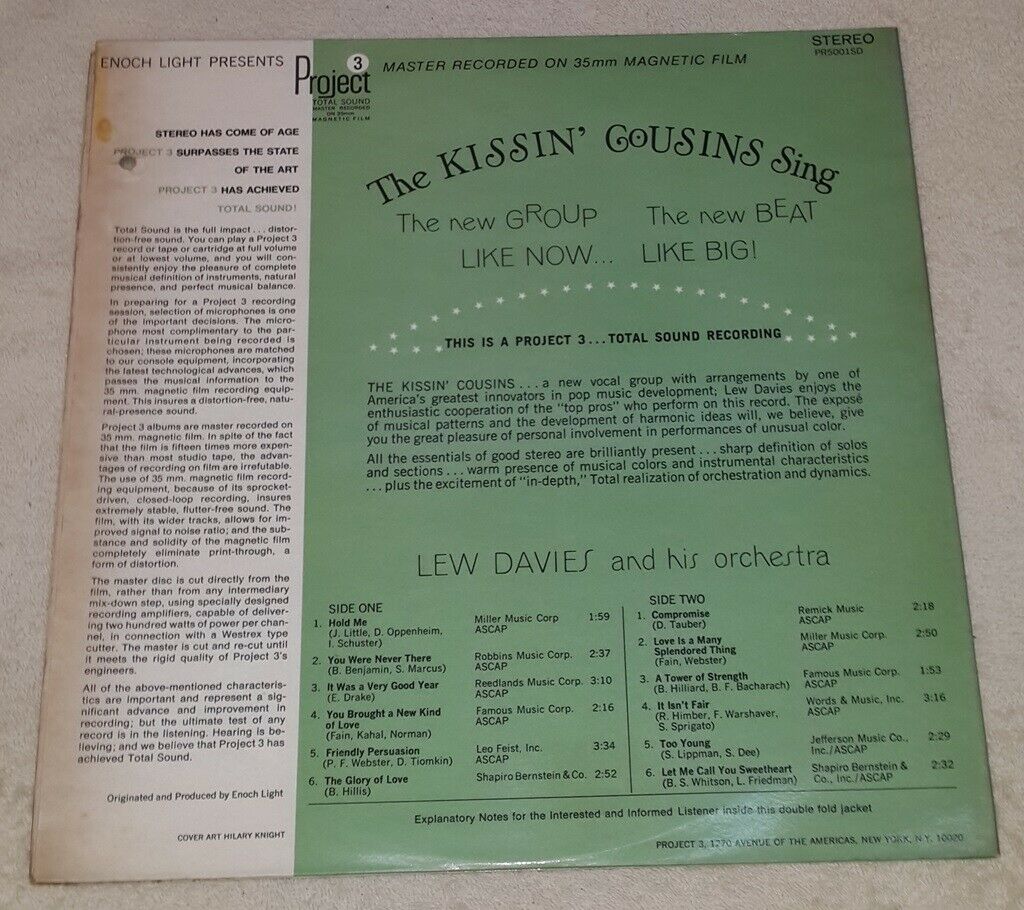 ENOCH LIGHT PRESENTS
Project 3
TOTAL SOUND
MASTER RECORDED
ON 35mm
MAGNETIC FILM
MASTER RECORDED ON 35mm MAGNETIC FILM
STEREO
PR5001SD
STEREO HAS COME OF AGE
PROJECT 3 SURPASSES THE STATE
OF THE ART
PROJECT 3 HAS ACHIEVED
TOTAL SOUND!
Total Sound is the full impact . . . distor-
tion-free sound. You can play a Project 3
record or tape or cartridge at full volume
or at lowest volume, and you will con-
sistently enjoy the pleasure of complete
musical definition of instruments, natural
presence, and perfect musical balance.
In preparing for a Project 3 recording
session, selection of microphones is one
of the important decisions. The micro-
phone most complimentary to the par-
ticular instrument being recorded is
chosen; these microphones are matched
to our console equipment, incorporating
the latest technological advances, which
passes the musical information to the
35 mm. magnetic film recording equip-
ment. This insures a distortion-free, natu-
ral-presence sound.
Project 3 albums are master recorded on
35 mm. magnetic film. In spite of the fact
that the film is fifteen times more expen-
sive than most studio tape, the advan-
tages of recording on film are irrefutable.
The use of 35 mm. magnetic film record-
ing equipment, because of its sprocket-
driven, closed-loop recording, insures
extremely stable, flutter-free sound. The
film, with its wider tracks, allows for im-
proved signal to noise ratio; and the sub-
stance and solidity of the magnetic film
completely eliminate print-through, a
form of distortion.
The master disc is cut directly from the
film, rather than from any intermediary
mix-down step, using specially designed
recording amplifiers, capable of deliver-
ing two hundred watts of power per chan-
nel, in connection with a Westrex type
cutter. The master is cut and re-cut until
it meets the rigid quality of Project 3's
engineers.
All of the above-mentioned characteris-
tics are important and represent a sig-
nificant advance and improvement in
recording; but the ultimate test of any
record is in the listening. Hearing is be-
lieving; and we believe that Project 3 has
achieved Total Sound.
Originated and Produced by Enoch Light
COVER ART HILARY KNIGHT
The KISSIN' COUSINS Sing
The new GROUP The new BEAT
LIKE NOW... LIKE BIG!
THIS IS A PROJECT 3...TOTAL SOUND RECORDING
THE KISSIN' COUSINS . . . a new vocal group with arrangements by one of
America's greatest innovators in pop music development; Lew Davies enjoys the
enthusiastic cooperation of the "top pros" who perform on this record. The exposé
of musical patterns and the development of harmonic ideas will, we believe, give
you the great pleasure of personal involvement in performances of unusual color.
All the essentials of good stereo are brilliantly present . . . sharp definition of solos
and sections . . . warm presence of musical colors and instrumental characteristics
. . . plus the excitement of "in-depth," Total realization of orchestration and dynamics.
LEW DAVIES and his orchestra
SIDE ONE
1. Hold Me Miller Music Corp 1:59
(J. Little, D. Oppenheim, ASCAP
I. Schuster)
2. You Were Never There Robbins Music Corp. 2:37
(B. Benjamin, S. Marcus) ASCAP
3. It Was a Very Good Year Reedlands Music Corp. 3:10
(E. Drake) ASCAP
4. You Brought a New Kind Famous Music Corp. 2:16
of Love ASCAP
(Fain, Kahal, Norman)
5. Friendly Persuasion Leo Feist, Inc. 3:34
(P. F. Webster, D. Tiomkin) ASCAP
6. The Glory of Love Shapiro Bernstein & Co. 2:52
(B. Hillis)
SIDE TWO
1. Compromise Remick Music 2:18
(D. Tauber) ASCAP
2. Love Is a Many Miller Music Corp. 2:50
Splendored Thing ASCAP
(Fain, Webster)
3. A Tower of Strength Famous Music Corp. 1:53
(B. Hilliard, B. F. Bacharach) ASCAP
4. It Isn't Fair Words & Music, Inc. 3:16
(R. Himber, F. Warshaver, ASCAP
S. Sprigato)
5. Too Young Jefferson Music Co., 2:29
(S. Lippman, S. Dee) Inc./ASCAP
6. Let Me Call You Sweetheart Shapiro Bernstein & 2:32
(B. S. Whitson, L. Friedman) Co., Inc./ASCAP
Explanatory Notes for the Interested and Informed Listener inside this double fold jacket
PROJECT 3, 1270 AVENUE OF THE AMERICAS, NEW YORK, N.Y. 10020